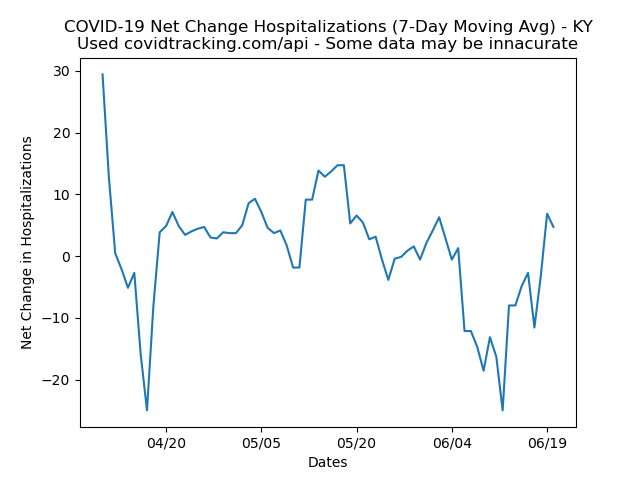 COVID-19 Net Change Hospitalizations (7-Day Moving Avg) - KY
Used covidtracking.com/api - Some data may be innacurate
Net Change in Hospitalizations
30
20
10
0
−10
−20
04/20
05/05
05/20
06/04
06/19
Dates